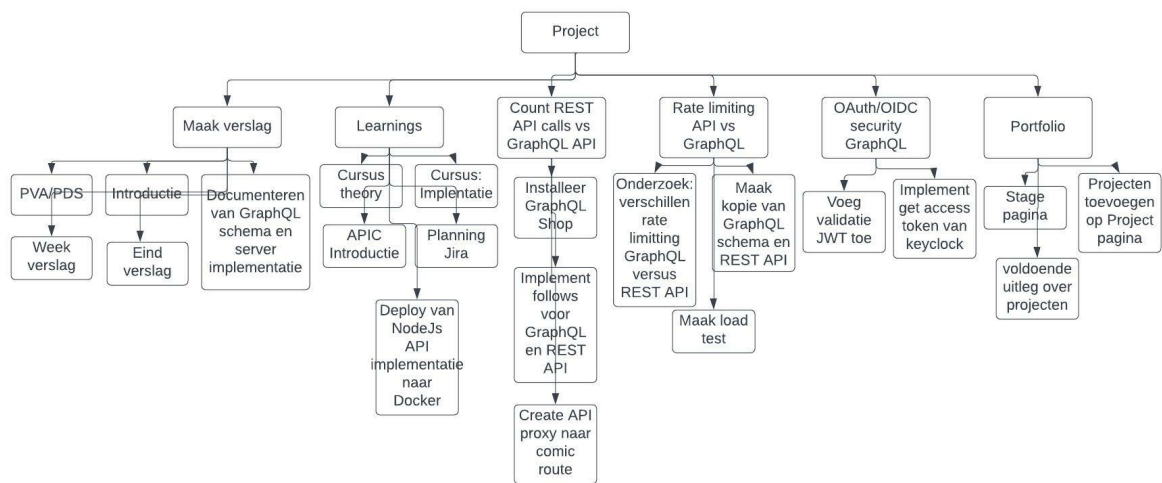 Project
Maak verslag
Learnings
Count REST
API calls vs
GraphQL API
Rate limiting
API vs
GraphQL
OAuth/OIDC
security
GraphQL
Portfolio
PVA/PDS
Introductie
Documenteren
van GraphQL
schema en
server
implementatie
Week
verslag
Eind
verslag
Cursus
theory
Cursus:
Implentatie
APIC
Introductie
Planning
Jira
Deploy van
NodeJs
API
implementatie
naar
Docker
Installeer
GraphQL
Shop
Implement
follows
voor
GraphQL
en REST
API
Create API
proxy naar
comic
route
Onderzoek:
verschillen
rate
limitting
GraphQL
versus
REST API
Maak
kopie van
GraphQL
schema en
REST API
Maak load
test
Voeg
validatie
JWT toe
Implement
get access
token van
keyclock
Stage
pagina
Projecten
toevoegen
op Project
pagina
voldoende
uitleg over
projecten